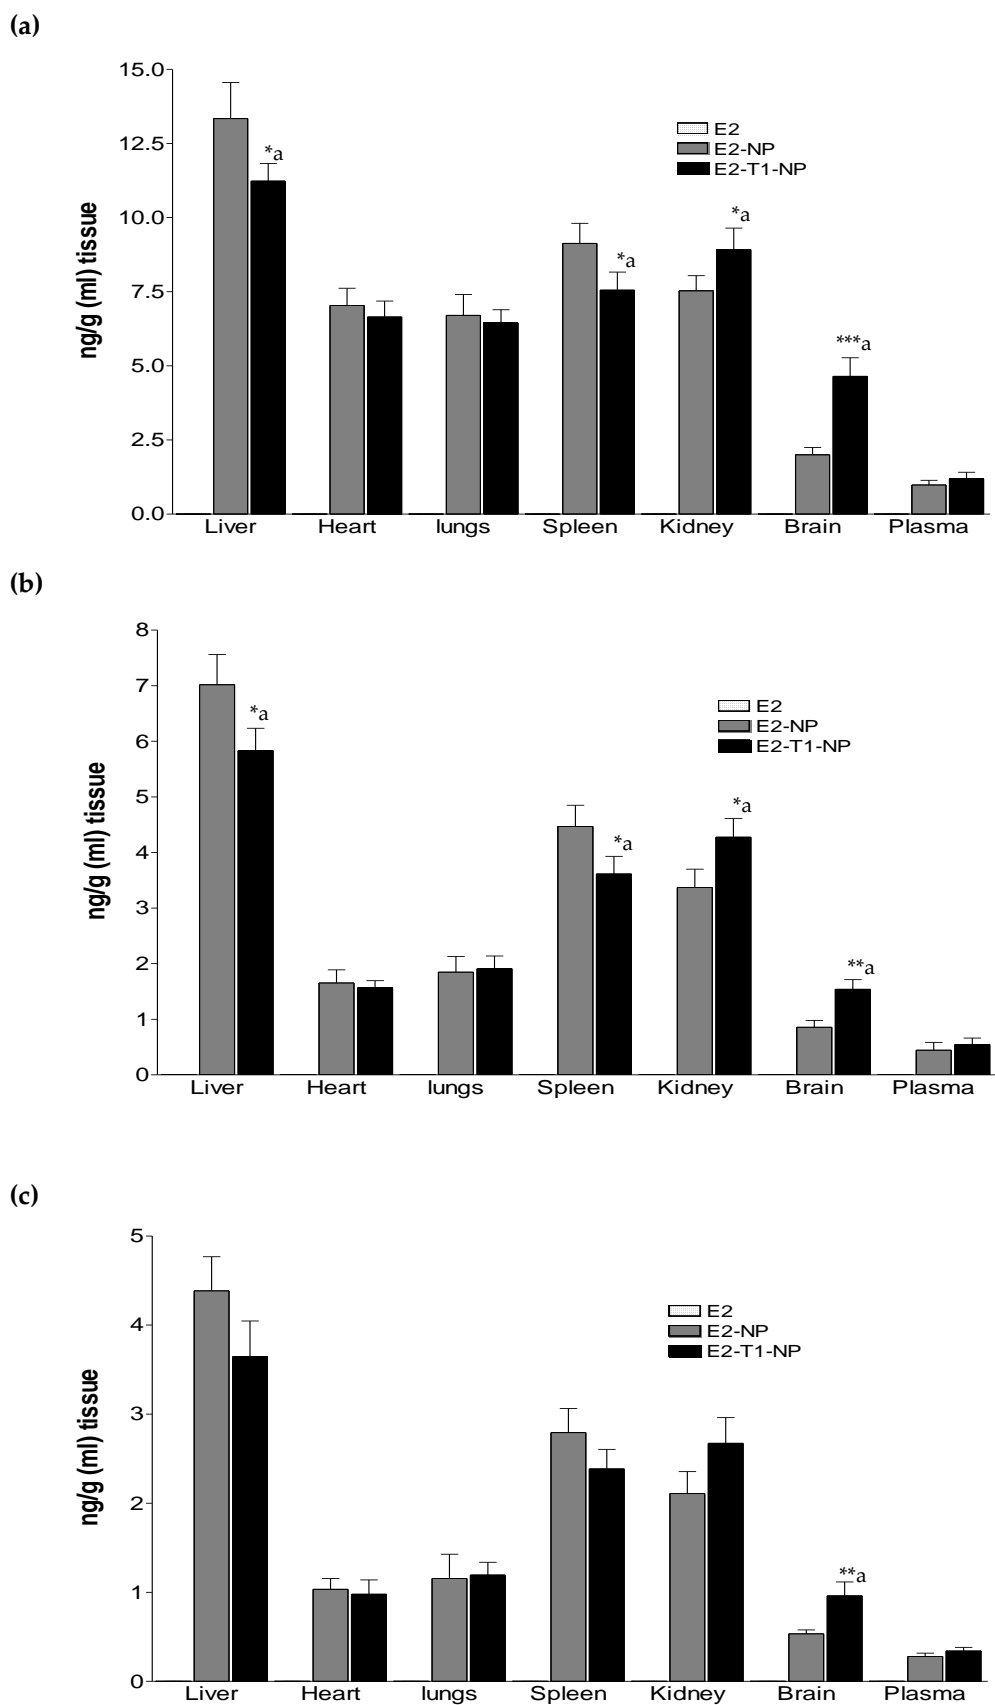 (a)
15.0
12.5
10.0
7.5
5.0
2.5
0.0
ng/g (ml) tissue
E2
E2-NP
E2-T1-NP
*a
*a
*a
***a
Liver Heart lungs Spleen Kidney Brain Plasma
(b)
8
7
6
5
4
3
2
1
0
ng/g (ml) tissue
E2
E2-NP
E2-T1-NP
*a
*a
*a
**a
Liver Heart lungs Spleen Kidney Brain Plasma
(c)
5
4
3
2
1
0
ng/g (ml) tissue
E2
E2-NP
E2-T1-NP
**a
Liver Heart lungs Spleen Kidney Brain Plasma